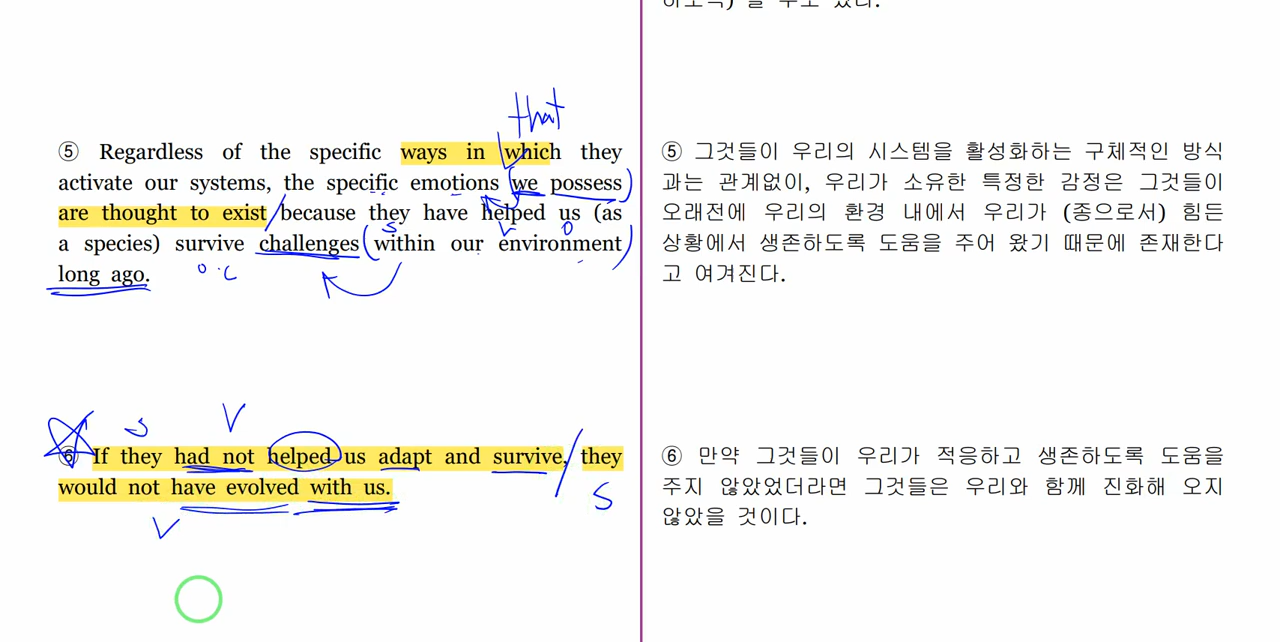 하도록) 을 주고 있다.
that
⑤ Regardless of the specific ways in which they
activate our systems, the specific emotions (we possess)
are thought to exist / because they have helped us (as
S V O
a species) survive challenges (within our environment)
long ago.
O.C
⑤ 그것들이 우리의 시스템을 활성화하는 구체적인 방식
과는 관계없이, 우리가 소유한 특정한 감정은 그것들이
오래전에 우리의 환경 내에서 우리가 (종으로서) 힘든
상황에서 생존하도록 도움을 주어 왔기 때문에 존재한다
고 여겨진다.
S V
⑥ If they had not helped us adapt and survive, / they
would not have evolved with us.
V S
⑥ 만약 그것들이 우리가 적응하고 생존하도록 도움을
주지 않았었더라면 그것들은 우리와 함께 진화해 오지
않았을 것이다.